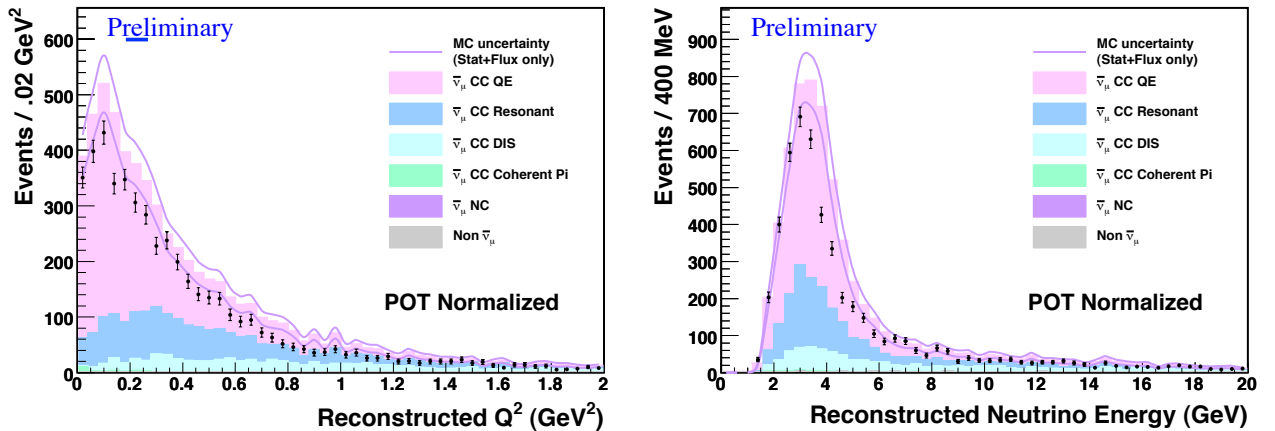 Preliminary
Events / .02 GeV²
600
500
400
300
200
100
0
MC uncertainty
(Stat+Flux only)
ν̅μ CC QE
ν̅μ CC Resonant
ν̅μ CC DIS
ν̅μ CC Coherent Pi
ν̅μ NC
Non ν̅μ
POT Normalized
0 0.2 0.4 0.6 0.8 1 1.2 1.4 1.6 1.8 2
Reconstructed Q² (GeV²)
Preliminary
Events / 400 MeV
900
800
700
600
500
400
300
200
100
0
MC uncertainty
(Stat+Flux only)
ν̅μ CC QE
ν̅μ CC Resonant
ν̅μ CC DIS
ν̅μ CC Coherent Pi
ν̅μ NC
Non ν̅μ
POT Normalized
0 2 4 6 8 10 12 14 16 18 20
Reconstructed Neutrino Energy (GeV)